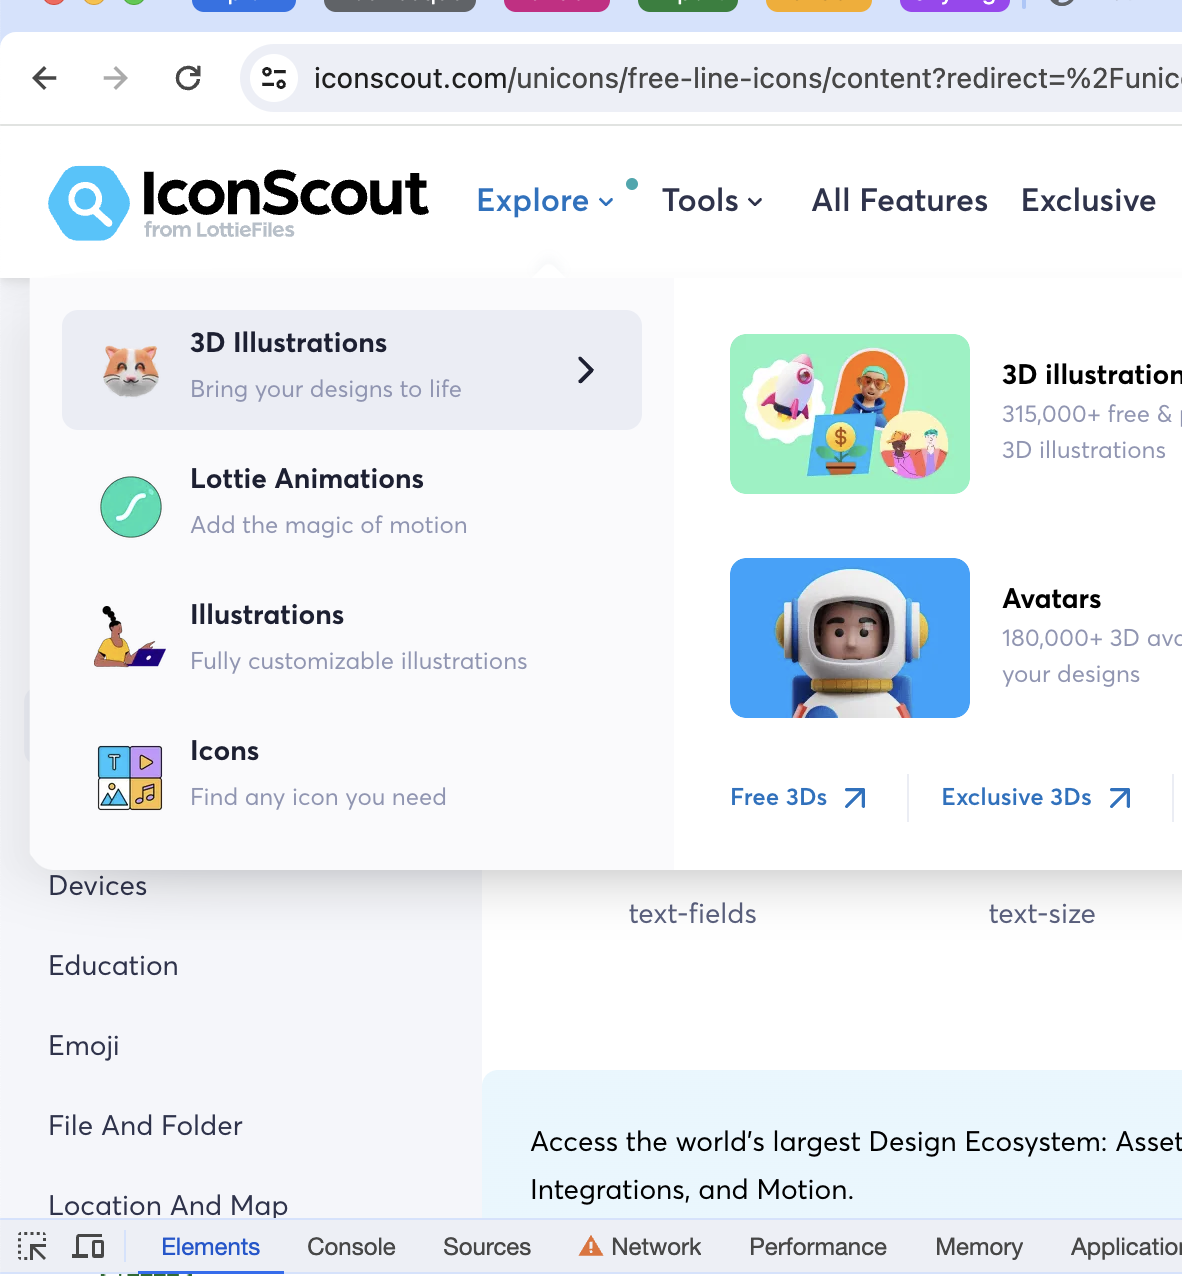 iconscout.com/unicons/free-line-icons/content?redirect=%2Funic
IconScout
from LottieFiles
Explore
Tools
All Features
Exclusive
3D Illustrations
Bring your designs to life
Lottie Animations
Add the magic of motion
Illustrations
Fully customizable illustrations
T
Icons
Find any icon you need
$
3D illustration
315,000+ free &
3D illustrations
Avatars
180,000+ 3D ava
your designs
Free 3Ds
Exclusive 3Ds
Devices
Education
Emoji
File And Folder
Location And Map
text-fields
text-size
Access the world's largest Design Ecosystem: Asset
Integrations, and Motion.
Elements
Console
Sources
Network
Performance
Memory
Application